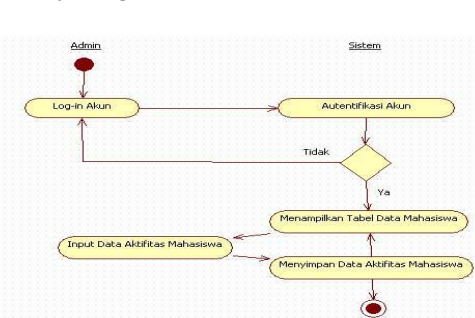 Admin
Sistem
Log-in Akun
Autentifikasi Akun
Tidak
Ya
Menampilkan Tabel Data Mahasiswa
Input Data Aktifitas Mahasiswa
Menyimpan Data Aktifitas Mahasiswa